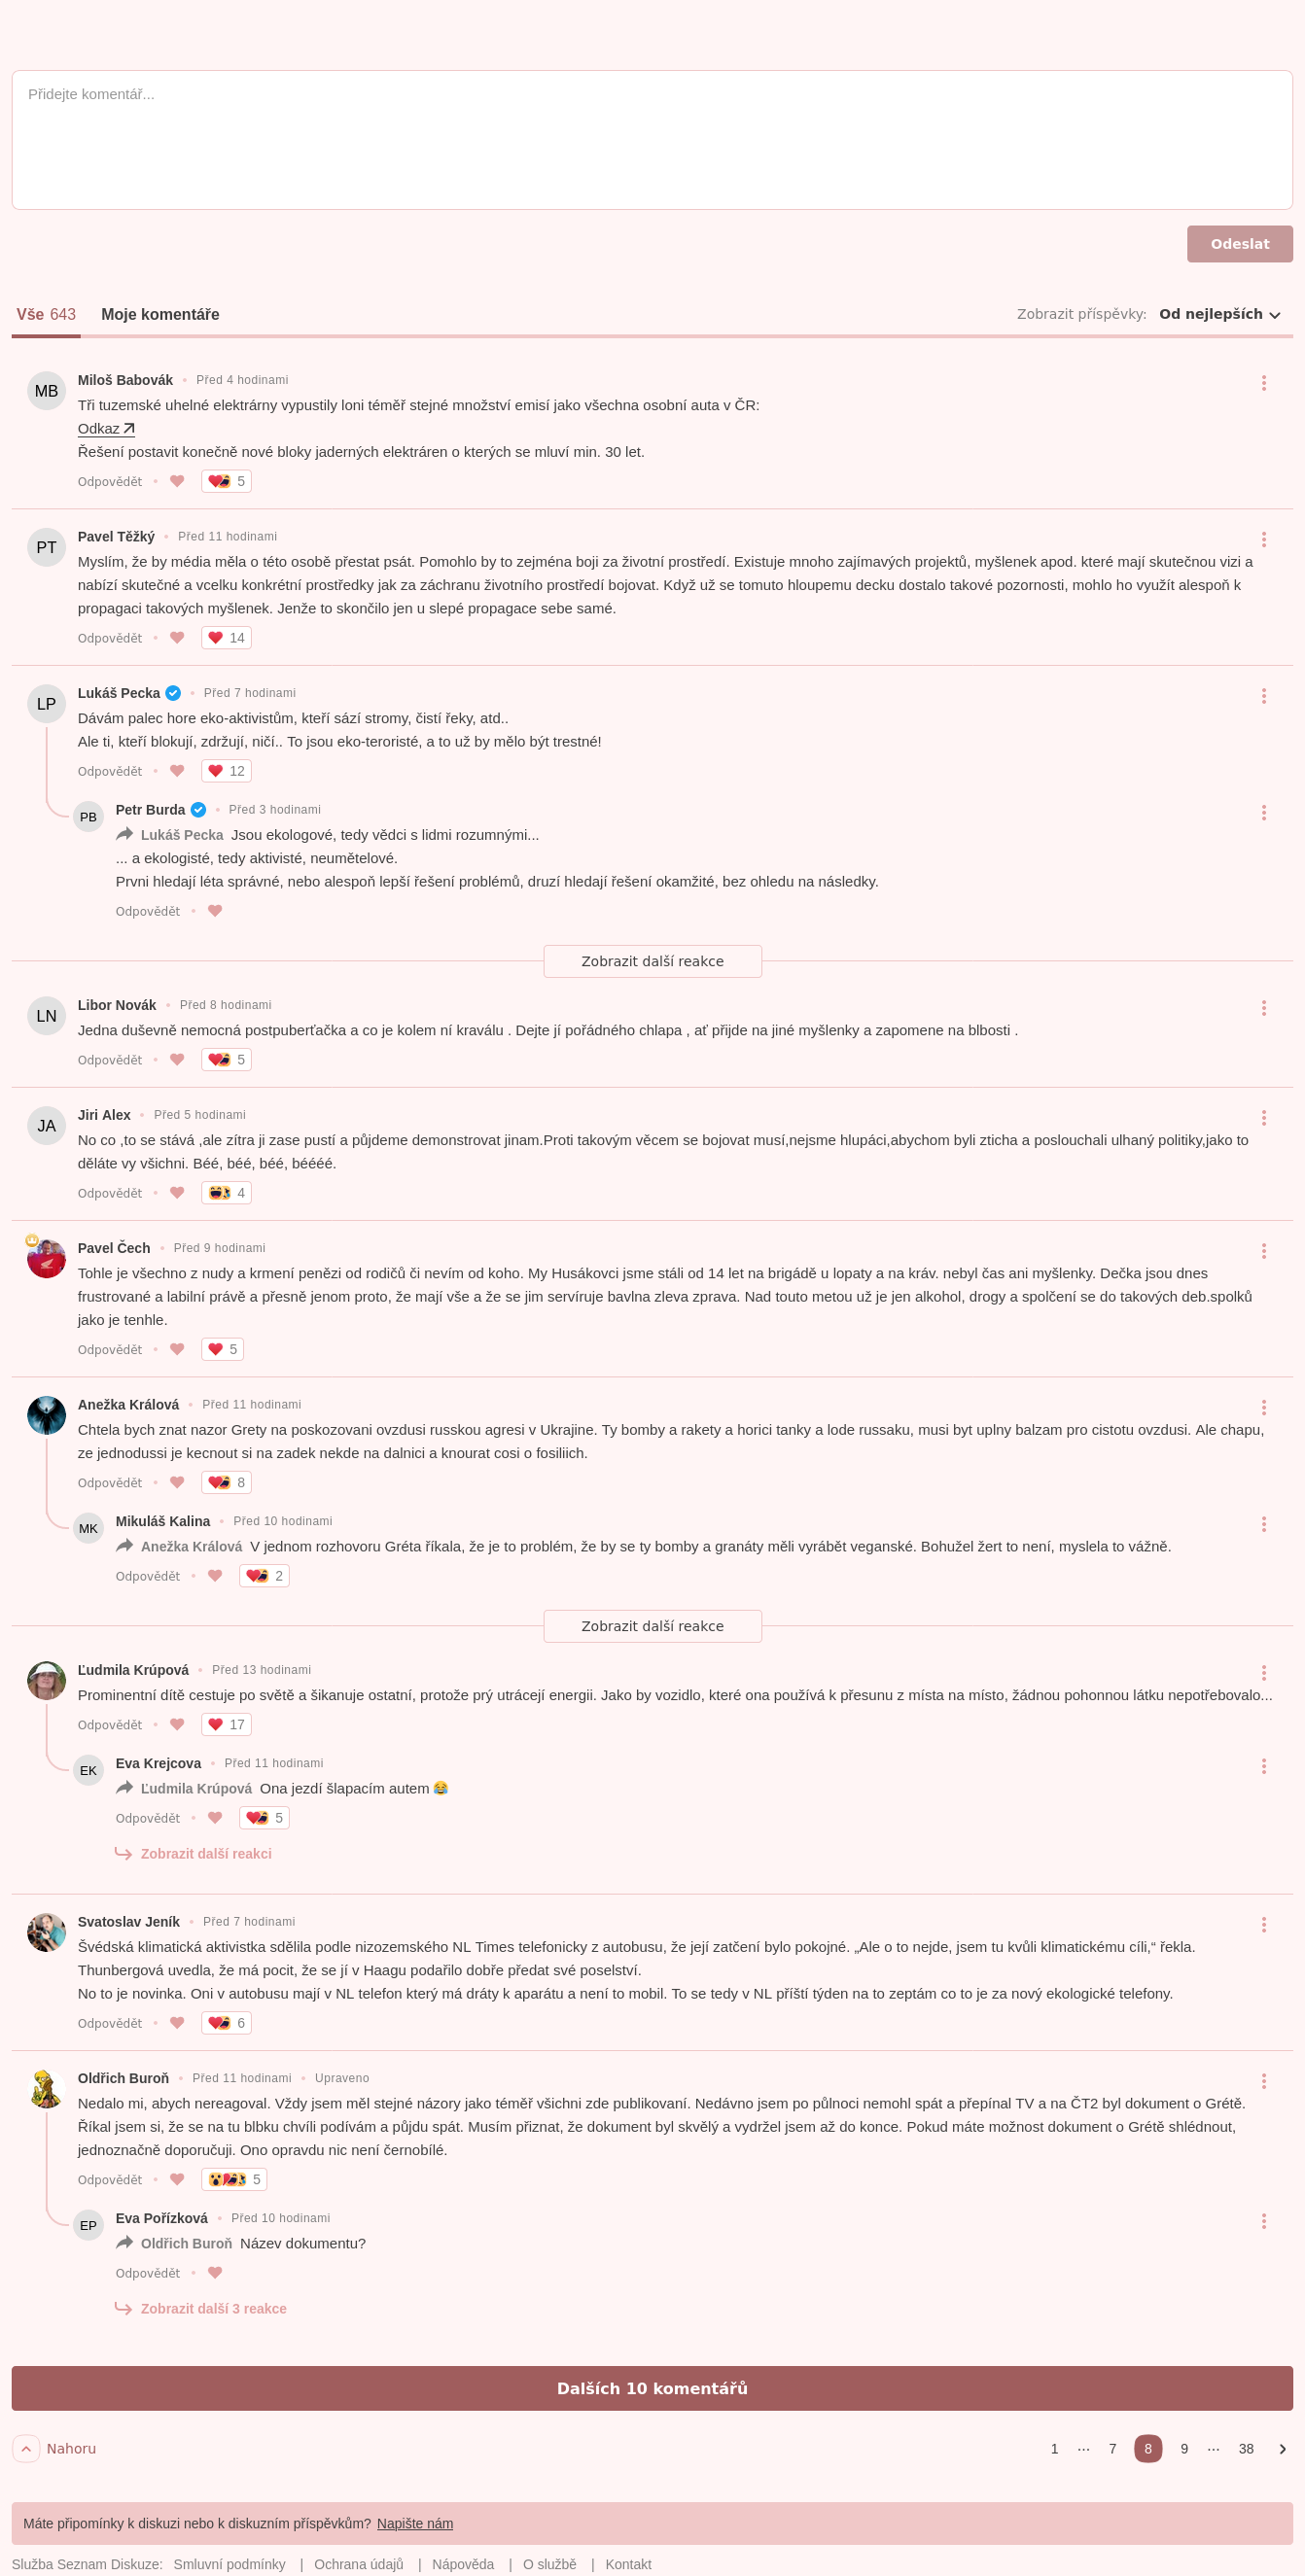 Přidejte komentář...
Odeslat
Vše 643 Moje komentáře Zobrazit příspěvky: Od nejlepších
MB Miloš Babovák • Před 4 hodinami
Tři tuzemské uhelné elektrárny vypustily loni téměř stejné množství emisí jako všechna osobní auta v ČR:
Odkaz
Řešení postavit konečně nové bloky jaderných elektráren o kterých se mluví min. 30 let.
Odpovědět • 5
PT Pavel Těžký • Před 11 hodinami
Myslím, že by média měla o této osobě přestat psát. Pomohlo by to zejména boji za životní prostředí. Existuje mnoho zajímavých projektů, myšlenek apod. které mají skutečnou vizi a
nabízí skutečné a vcelku konkrétní prostředky jak za záchranu životního prostředí bojovat. Když už se tomuto hloupemu decku dostalo takové pozornosti, mohlo ho využít alespoň k
propagaci takových myšlenek. Jenže to skončilo jen u slepé propagace sebe samé.
Odpovědět • 14
LP Lukáš Pecka • Před 7 hodinami
Dávám palec hore eko-aktivistům, kteří sází stromy, čistí řeky, atd..
Ale ti, kteří blokují, zdržují, ničí.. To jsou eko-teroristé, a to už by mělo být trestné!
Odpovědět • 12
PB Petr Burda • Před 3 hodinami
Lukáš Pecka Jsou ekologové, tedy vědci s lidmi rozumnými...
... a ekologisté, tedy aktivisté, neumětelové.
Prvni hledají léta správné, nebo alespoň lepší řešení problémů, druzí hledají řešení okamžité, bez ohledu na následky.
Odpovědět •
Zobrazit další reakce
LN Libor Novák • Před 8 hodinami
Jedna duševně nemocná postpuberťačka a co je kolem ní kraválu . Dejte jí pořádného chlapa , ať přijde na jiné myšlenky a zapomene na blbosti .
Odpovědět • 5
JA Jiri Alex • Před 5 hodinami
No co ,to se stává ,ale zítra ji zase pustí a půjdeme demonstrovat jinam.Proti takovým věcem se bojovat musí,nejsme hlupáci,abychom byli zticha a poslouchali ulhaný politiky,jako to
děláte vy všichni. Béé, béé, béé, béééé.
Odpovědět • 4
Pavel Čech • Před 9 hodinami
Tohle je všechno z nudy a krmení penězi od rodičů či nevím od koho. My Husákovci jsme stáli od 14 let na brigádě u lopaty a na kráv. nebyl čas ani myšlenky. Dečka jsou dnes
frustrované a labilní právě a přesně jenom proto, že mají vše a že se jim servíruje bavlna zleva zprava. Nad touto metou už je jen alkohol, drogy a spolčení se do takových deb.spolků
jako je tenhle.
Odpovědět • 5
Anežka Králová • Před 11 hodinami
Chtela bych znat nazor Grety na poskozovani ovzdusi russkou agresi v Ukrajine. Ty bomby a rakety a horici tanky a lode russaku, musi byt uplny balzam pro cistotu ovzdusi. Ale chapu,
ze jednodussi je kecnout si na zadek nekde na dalnici a knourat cosi o fosiliich.
Odpovědět • 8
MK Mikuláš Kalina • Před 10 hodinami
Anežka Králová V jednom rozhovoru Gréta říkala, že je to problém, že by se ty bomby a granáty měli vyrábět veganské. Bohužel žert to není, myslela to vážně.
Odpovědět • 2
Zobrazit další reakce
Ľudmila Krúpová • Před 13 hodinami
Prominentní dítě cestuje po světě a šikanuje ostatní, protože prý utrácejí energii. Jako by vozidlo, které ona používá k přesunu z místa na místo, žádnou pohonnou látku nepotřebovalo...
Odpovědět • 17
EK Eva Krejcova • Před 11 hodinami
Ľudmila Krúpová Ona jezdí šlapacím autem 😂
Odpovědět • 5
Zobrazit další reakci
Svatoslav Jeník • Před 7 hodinami
Švédská klimatická aktivistka sdělila podle nizozemského NL Times telefonicky z autobusu, že její zatčení bylo pokojné. „Ale o to nejde, jsem tu kvůli klimatickému cíli,“ řekla.
Thunbergová uvedla, že má pocit, že se jí v Haagu podařilo dobře předat své poselství.
No to je novinka. Oni v autobusu mají v NL telefon který má dráty k aparátu a není to mobil. To se tedy v NL příští týden na to zeptám co to je za nový ekologické telefony.
Odpovědět • 6
Oldřich Buroň • Před 11 hodinami • Upraveno
Nedalo mi, abych nereagoval. Vždy jsem měl stejné názory jako téměř všichni zde publikovaní. Nedávno jsem po půlnoci nemohl spát a přepínal TV a na ČT2 byl dokument o Grétě.
Říkal jsem si, že se na tu blbku chvíli podívám a půjdu spát. Musím přiznat, že dokument byl skvělý a vydržel jsem až do konce. Pokud máte možnost dokument o Grétě shlédnout,
jednoznačně doporučuji. Ono opravdu nic není černobílé.
Odpovědět • 5
EP Eva Pořízková • Před 10 hodinami
Oldřich Buroň Název dokumentu?
Odpovědět •
Zobrazit další 3 reakce
Dalších 10 komentářů
Nahoru 1 ⋯ 7 8 9 ⋯ 38
Máte připomínky k diskuzi nebo k diskuzním příspěvkům? Napište nám
Služba Seznam Diskuze: Smluvní podmínky | Ochrana údajů | Nápověda | O službě | Kontakt